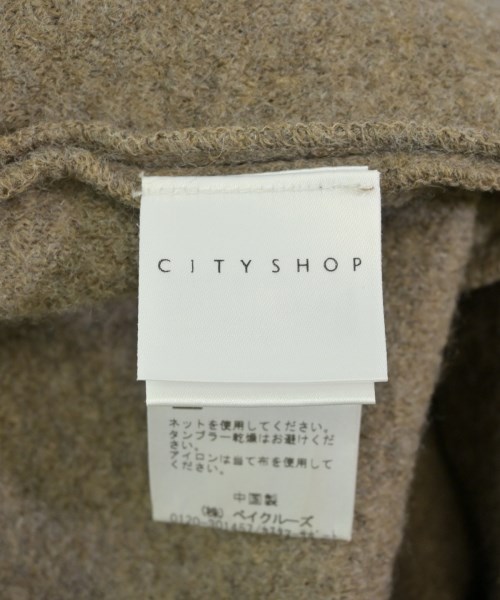 CITYSHOP
ネットを使用してください。
タンブラー乾燥はお避けくだ
さい。
アイロンは当て布を使用して
ください。
中国製
(株) ベイクルーズ
0120-301457